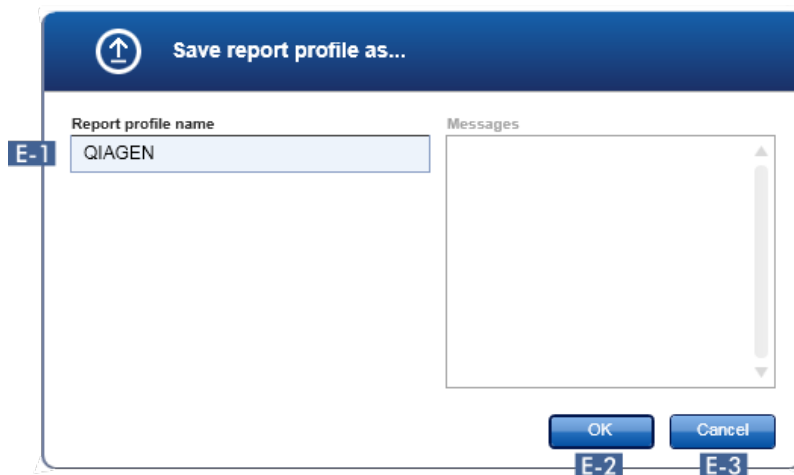 Save report profile as...
Report profile name
Messages
E-1
QIAGEN
OK
Cancel
E-2
E-3